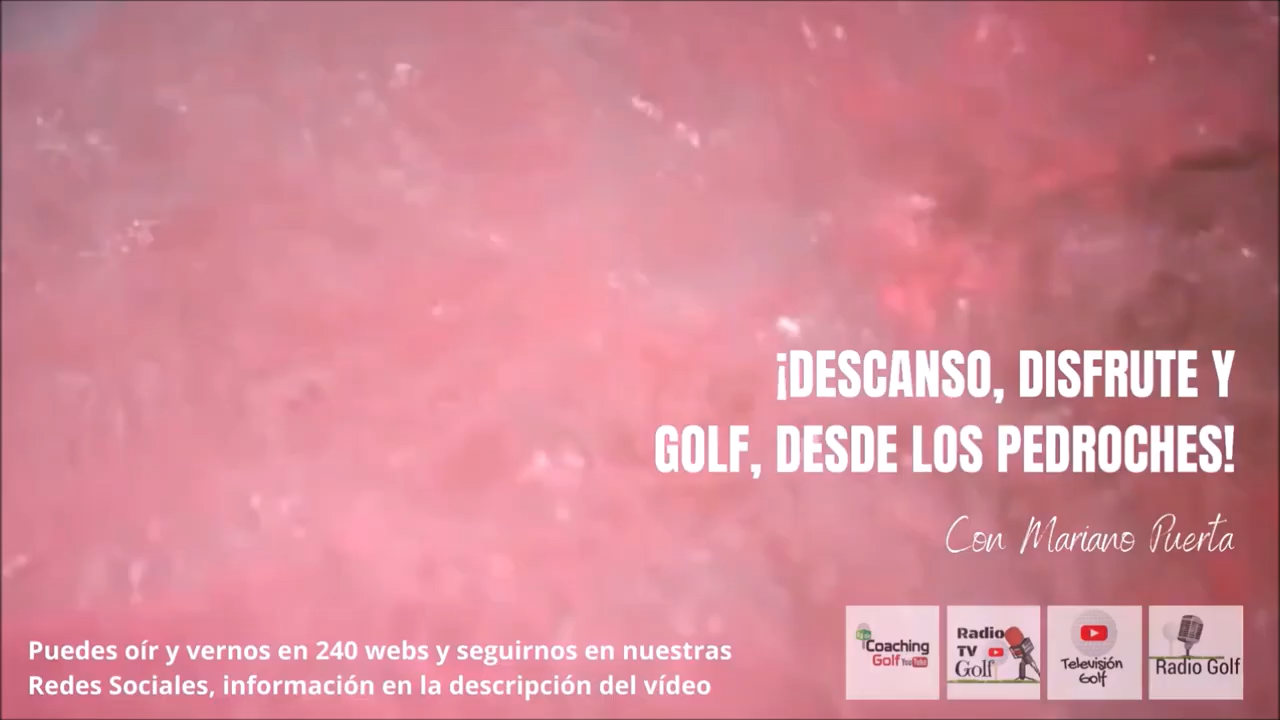 ¡DESCANSO, DISFRUTE Y
GOLF, DESDE LOS PEDROCHES!
Con Mariano Puerta
Puedes oír y vernos en 240 webs y seguirnos en nuestras
Redes Sociales, información en la descripción del vídeo
Coaching
Golf YouTube
Radio
TV
Golf
Televisión
Golf
Radio Golf